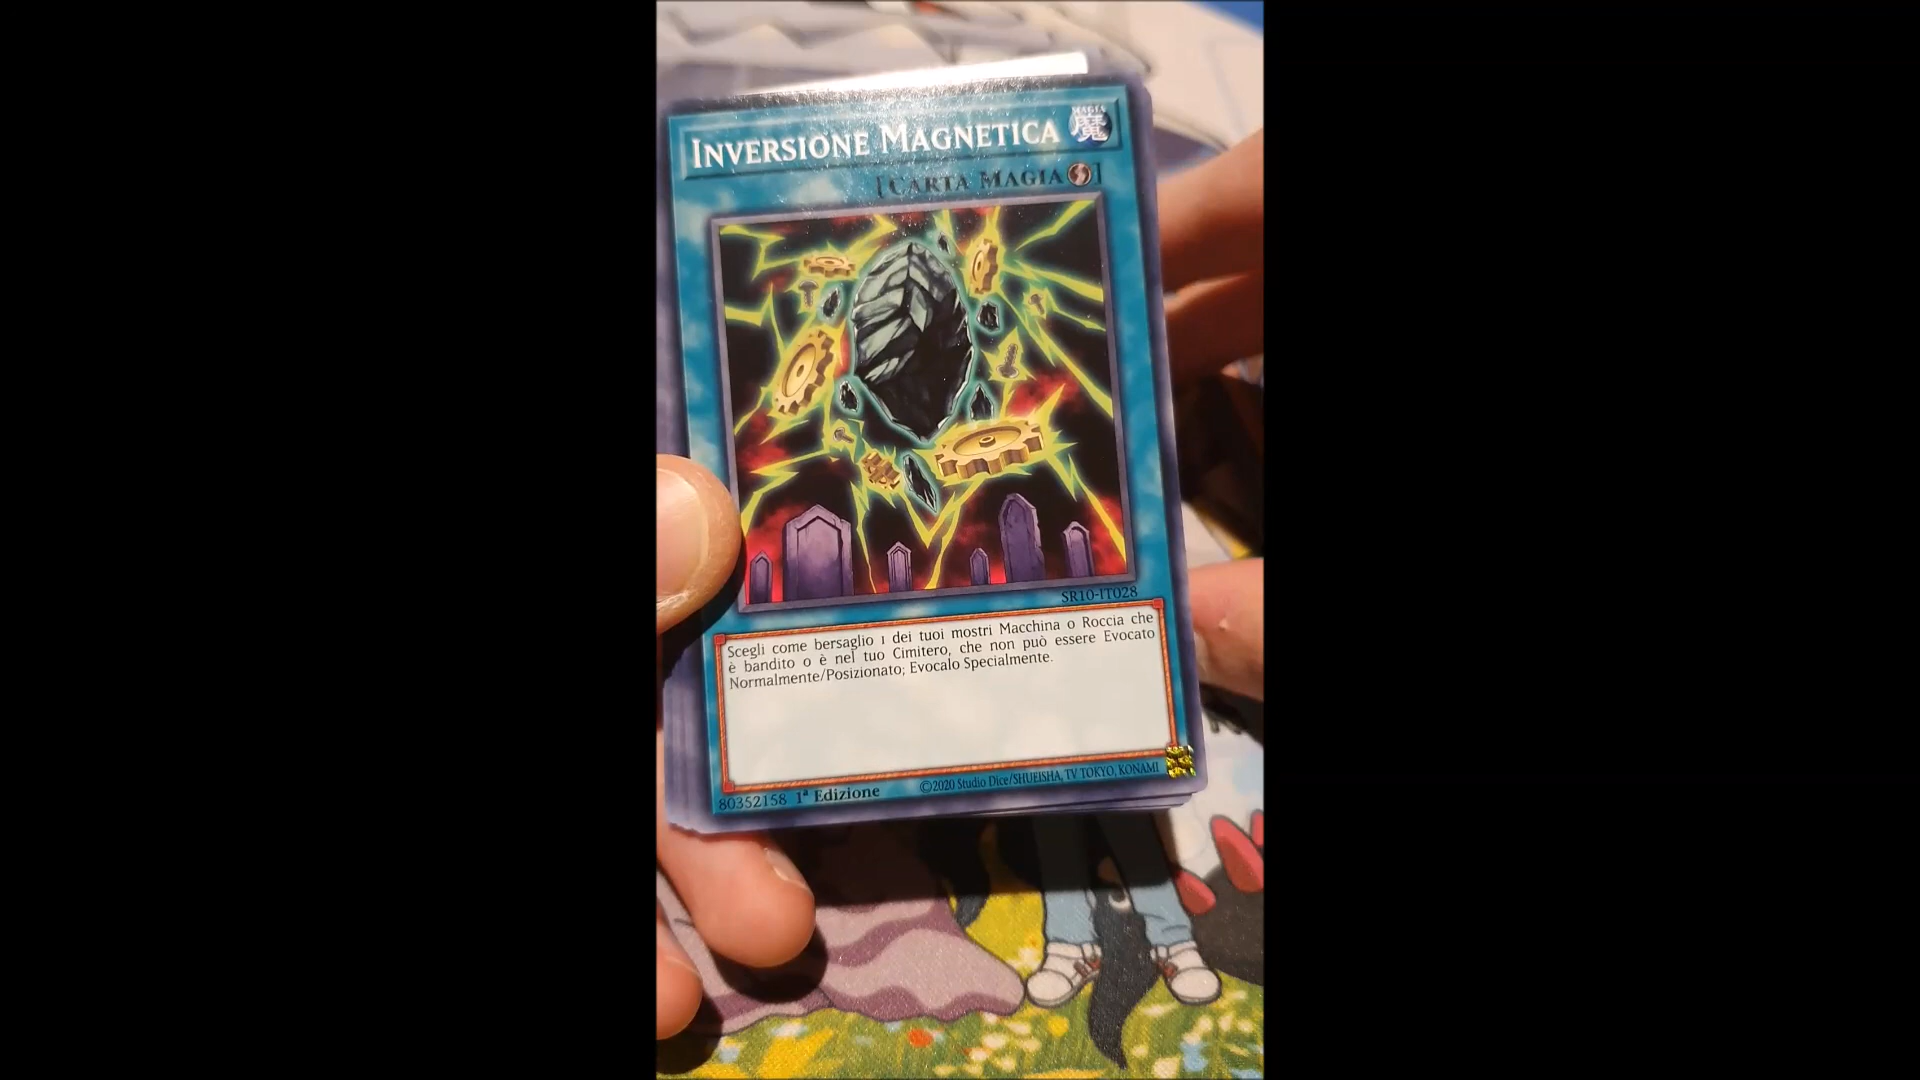 INVERSIONE MAGNETICA
MAGIA
魔
[CARTA MAGIA]
SR10-IT028
Scegli come bersaglio 1 dei tuoi mostri Macchina o Roccia che
è bandito o è nel tuo Cimitero, che non può essere Evocato
Normalmente/Posizionato; Evocalo Specialmente.
80352158 1ª Edizione
©2020 Studio Dice/SHUEISHA, TV TOKYO, KONAMI